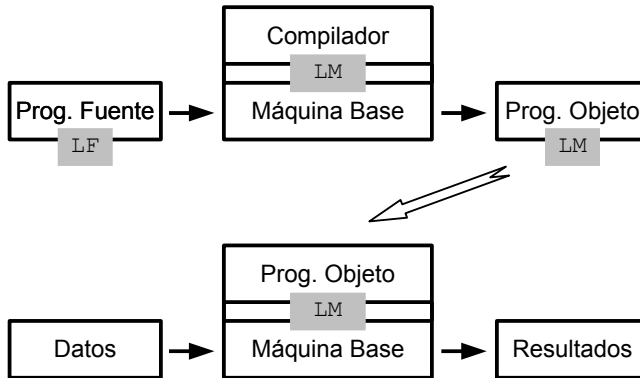 Compilador
LM
Prog. Fuente
Máquina Base
Prog. Objeto
LF
LM
Prog. Objeto
LM
Datos
Máquina Base
Resultados